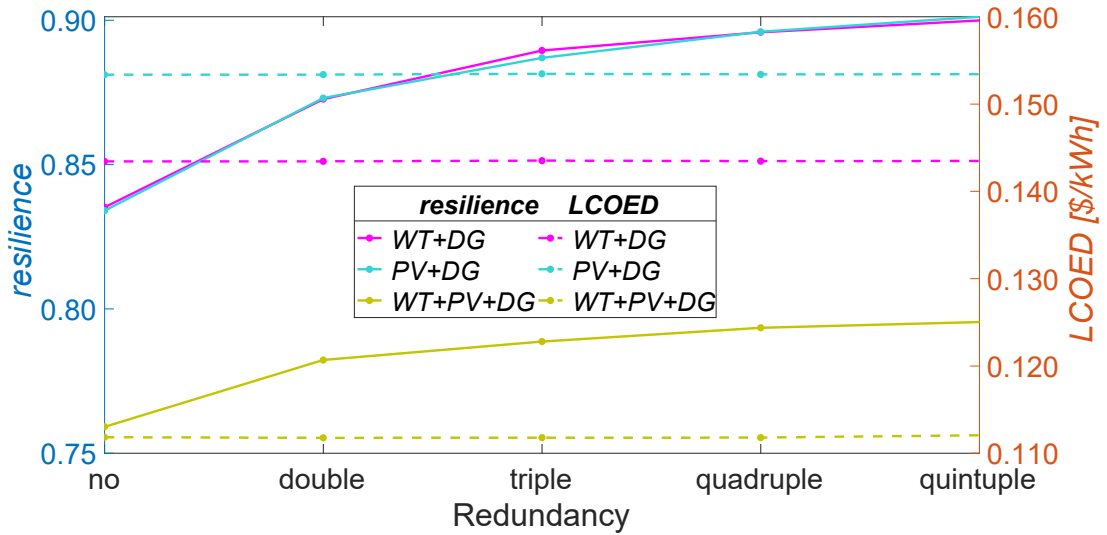 0.90
0.85
0.80
0.75
resilience
0.160
0.150
0.140
0.130
0.120
0.110
LCOED [$/kWh]
resilience LCOED
WT+DG WT+DG
PV+DG PV+DG
WT+PV+DG WT+PV+DG
no double triple quadruple quintuple
Redundancy